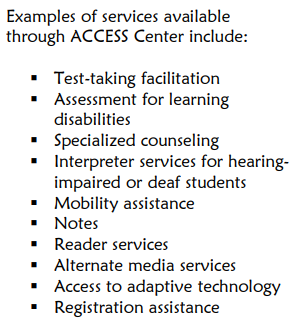 Examples of services available
through ACCESS Center include:
▪ Test-taking facilitation
▪ Assessment for learning
disabilities
▪ Specialized counseling
▪ Interpreter services for hearing-
impaired or deaf students
▪ Mobility assistance
▪ Notes
▪ Reader services
▪ Alternate media services
▪ Access to adaptive technology
▪ Registration assistance